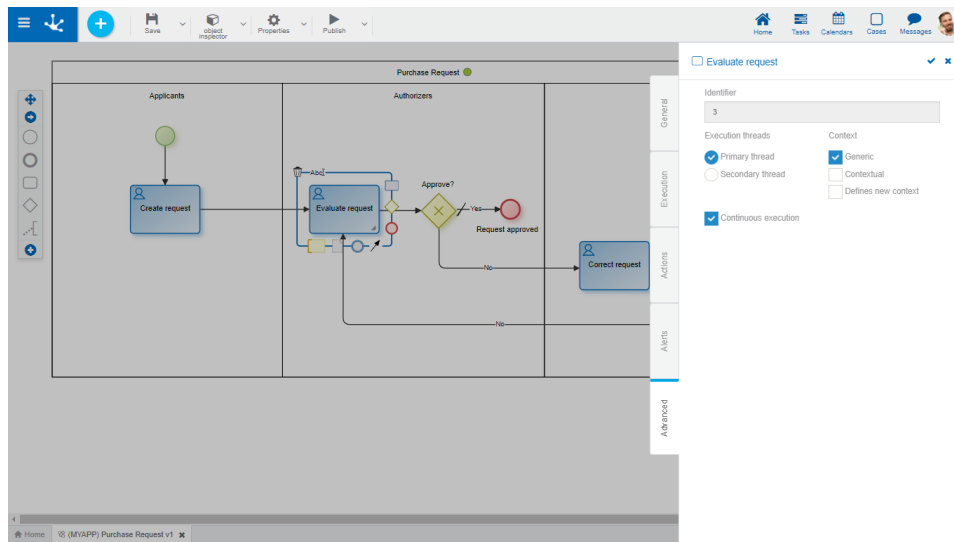 Save
object
inspector
Properties
Publish
Home
Tasks
Calendars
Cases
Messages
Purchase Request
Applicants
Authorizers
Create request
Abc
Evaluate request
Approve?
Yes
Request approved
No
Correct request
No
General
Execution
Actions
Alerts
Advanced
Evaluate request
Identifier
3
Execution threads
Context
Primary thread
Generic
Secondary thread
Contextual
Defines new context
Continuous execution
Home
(MYAPP) Purchase Request v1